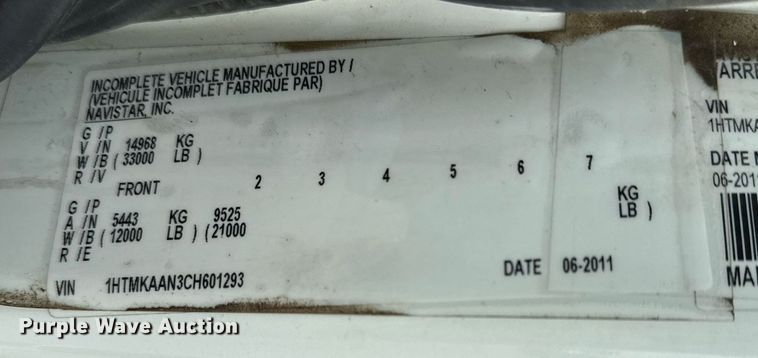 INCOMPLETE VEHICLE MANUFACTURED BY /
(VEHICULE INCOMPLET FABRIQUE PAR)
NAVISTAR, INC.
G /P
V /N 14968 KG
W/B ( 33000 LB )
R /V
FRONT 2 3 4 5 6 7
G /P
A /N 5443 KG 9525 KG
W/B (12000 LB ) (21000 LB )
R /E
DATE 06-2011
VIN 1HTMKAAN3CH601293
VIN
DATE
06-2011
Purple Wave Auction